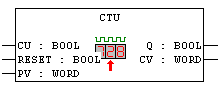 CTU
CU : BOOL Q : BOOL
RESET : BOOL CV : WORD
PV : WORD